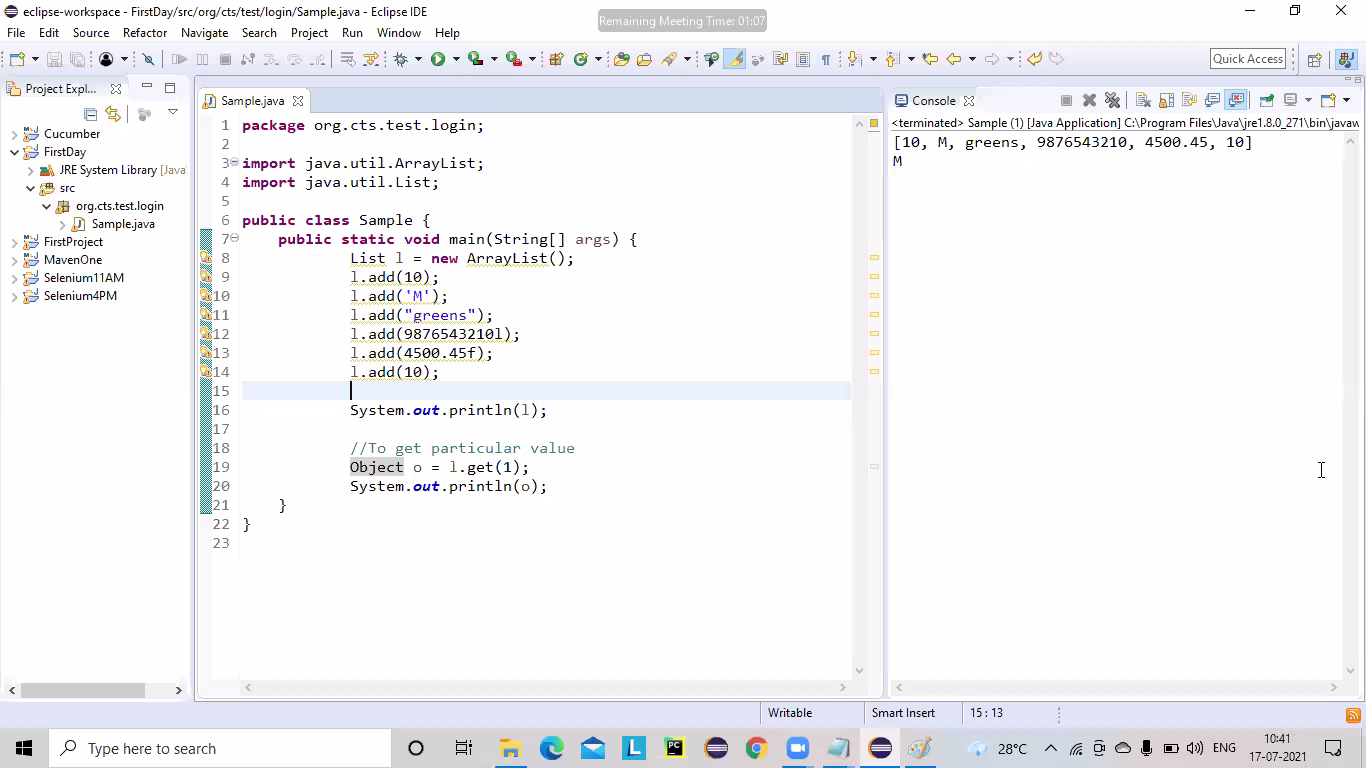 eclipse-workspace - FirstDay/src/org/cts/test/login/Sample.java - Eclipse IDE
Remaining Meeting Time: 01:07
File Edit Source Refactor Navigate Search Project Run Window Help
Quick Access
Project Expl...
Cucumber
FirstDay
JRE System Library [Java
src
org.cts.test.login
Sample.java
FirstProject
MavenOne
Selenium11AM
Selenium4PM
Sample.java
1 package org.cts.test.login;
2
3 import java.util.ArrayList;
4 import java.util.List;
5
6 public class Sample {
7 public static void main(String[] args) {
8 List l = new ArrayList();
9 l.add(10);
10 l.add('M');
11 l.add("greens");
12 l.add(9876543210l);
13 l.add(4500.45f);
14 l.add(10);
15
16 System.out.println(l);
17
18 //To get particular value
19 Object o = l.get(1);
20 System.out.println(o);
21 }
22 }
23
Console
<terminated> Sample (1) [Java Application] C:\Program Files\Java\jre1.8.0_271\bin\javaw
[10, M, greens, 9876543210, 4500.45, 10]
M
Writable Smart Insert 15 : 13
Type here to search
L
PC
28°C
ENG
10:41
17-07-2021